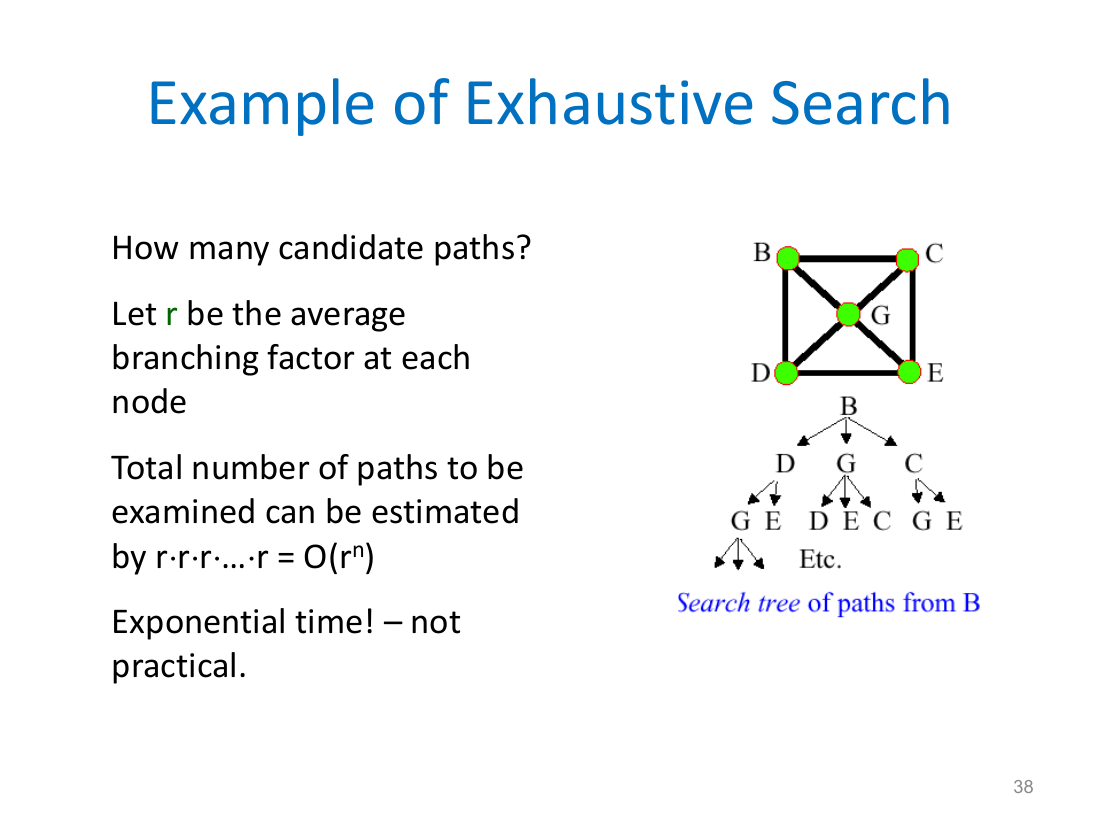 Example of Exhaustive Search
How many candidate paths?
Let r be the average
branching factor at each
node
Total number of paths to be
examined can be estimated
by r·r·r·…·r = O(rⁿ)
Exponential time! – not
practical.
B C
G
D E
B
D G C
G E D E C G E
Etc.
Search tree of paths from B
38